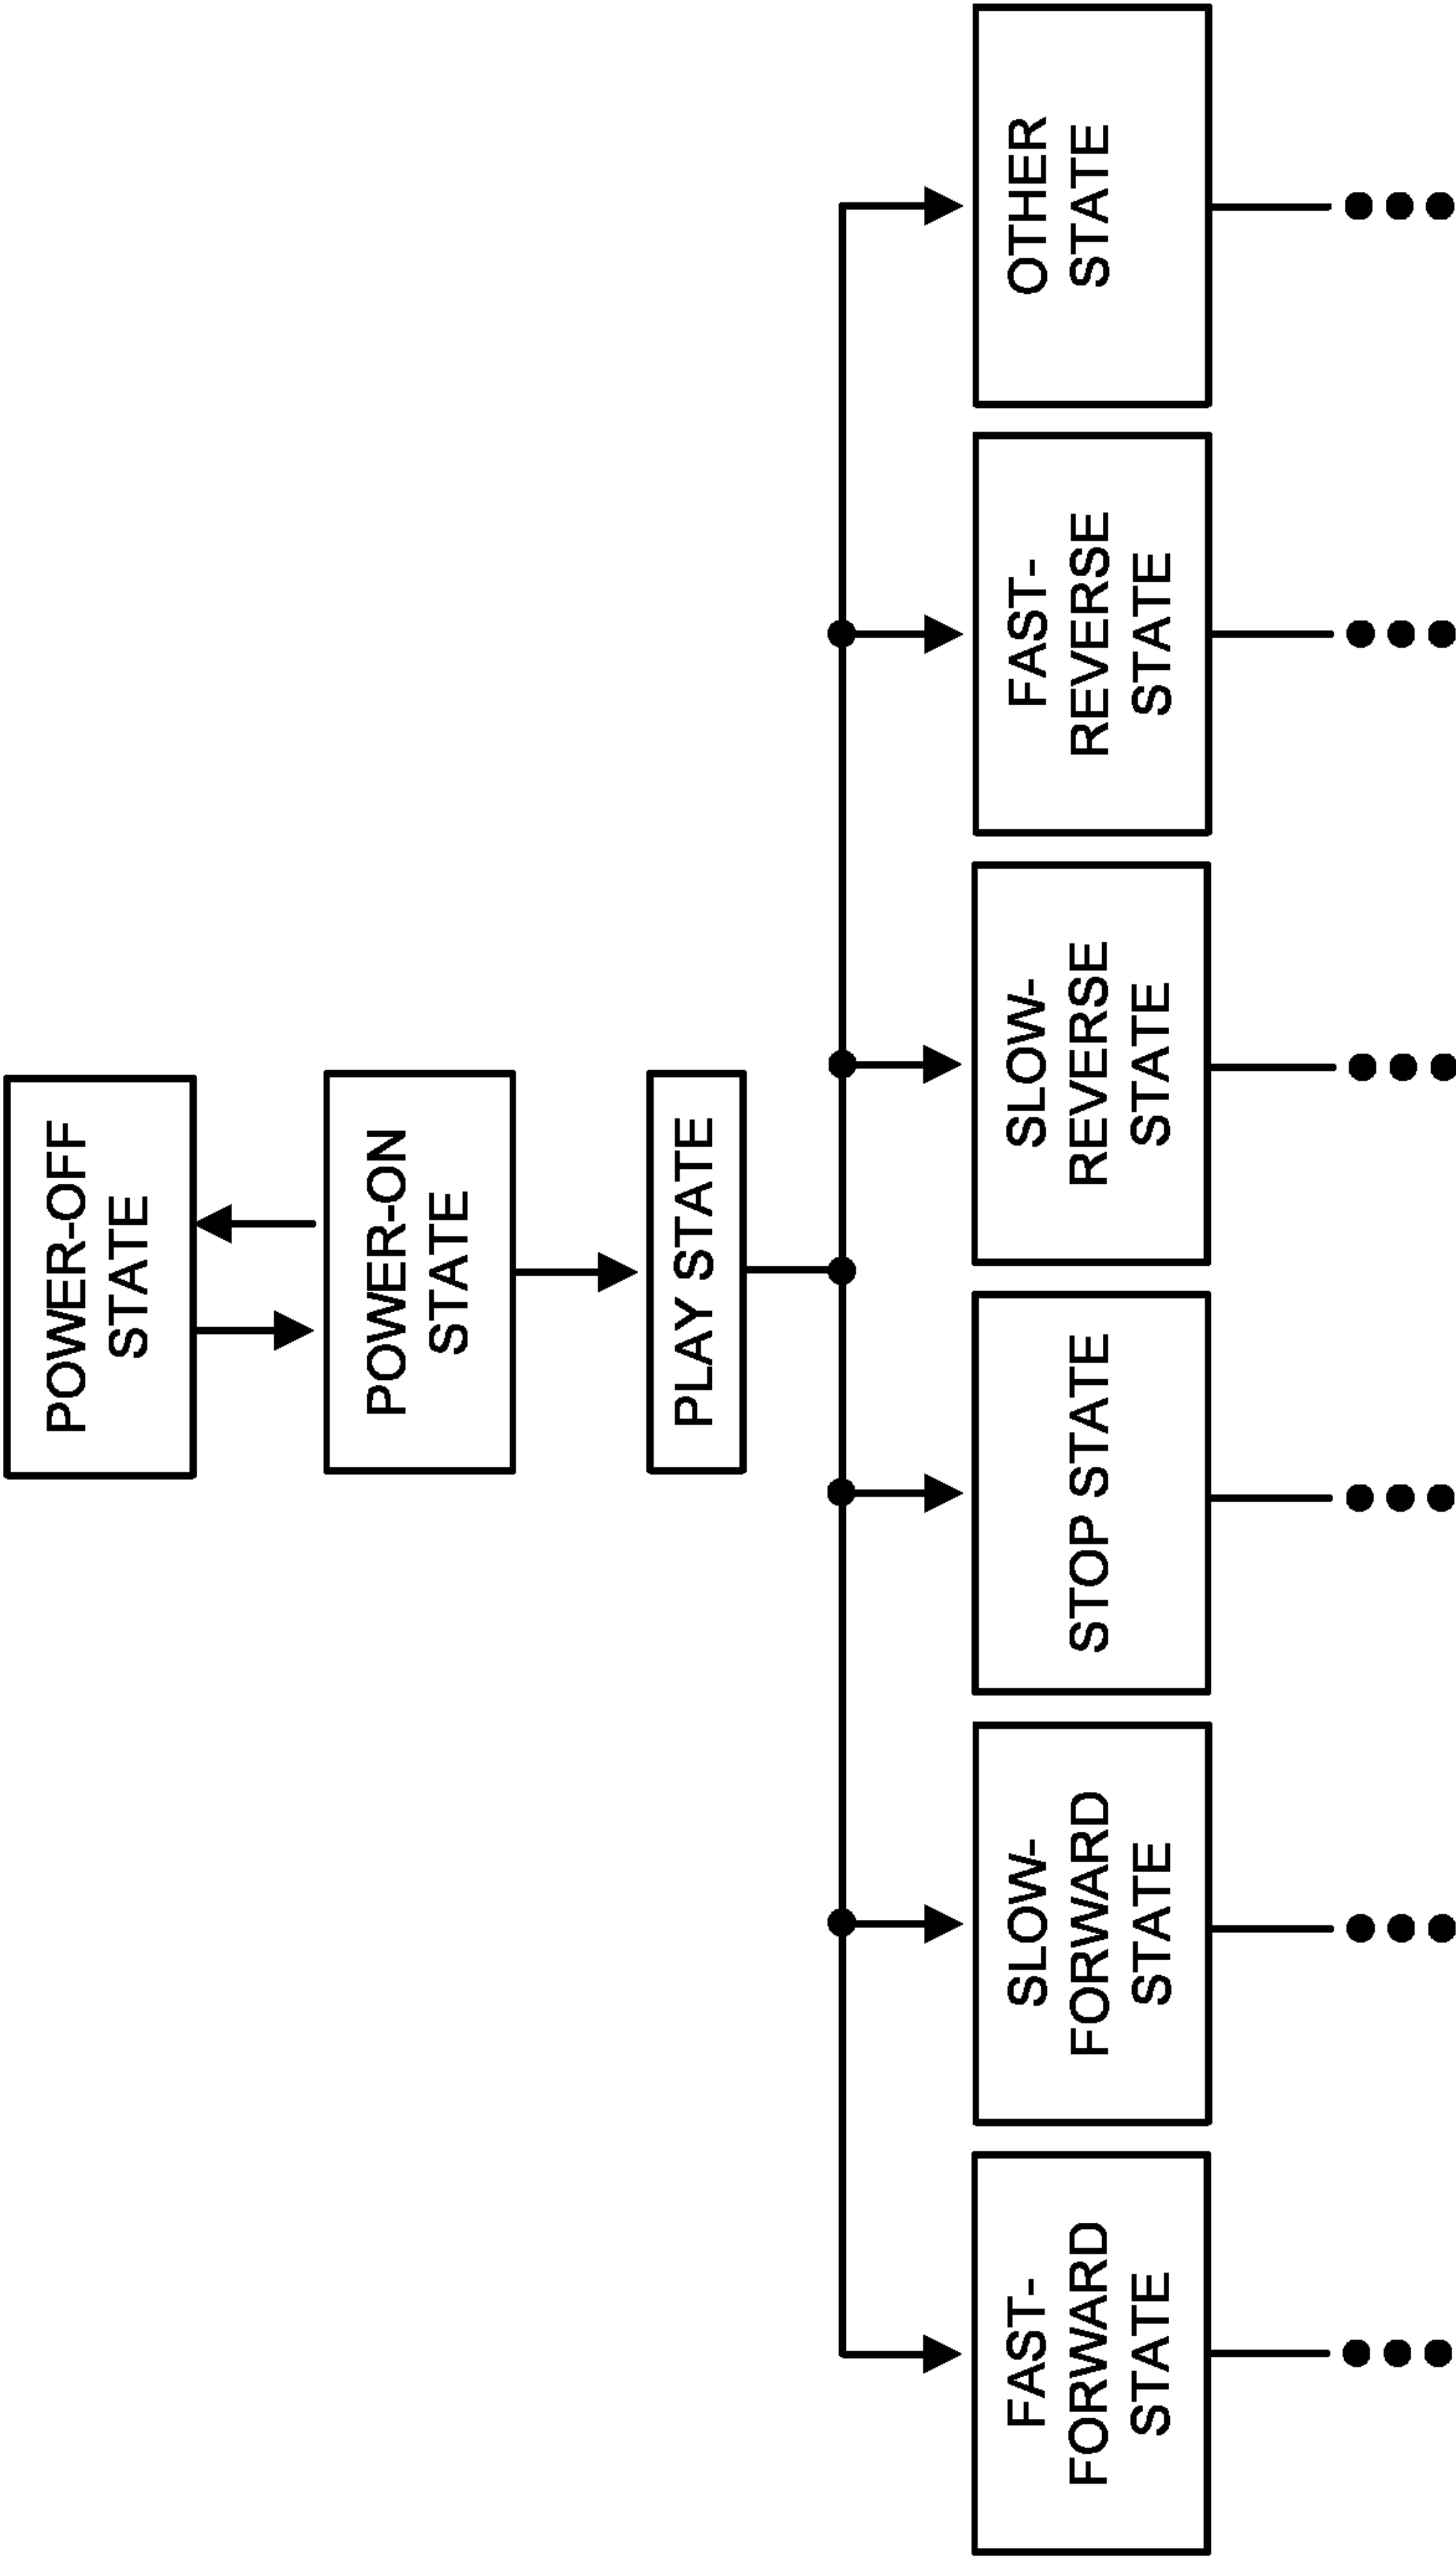 POWER-OFF
STATE
POWER-ON
STATE
PLAY STATE
FAST-
FORWARD
STATE
SLOW-
FORWARD
STATE
STOP STATE
SLOW-
REVERSE
STATE
FAST-
REVERSE
STATE
OTHER
STATE